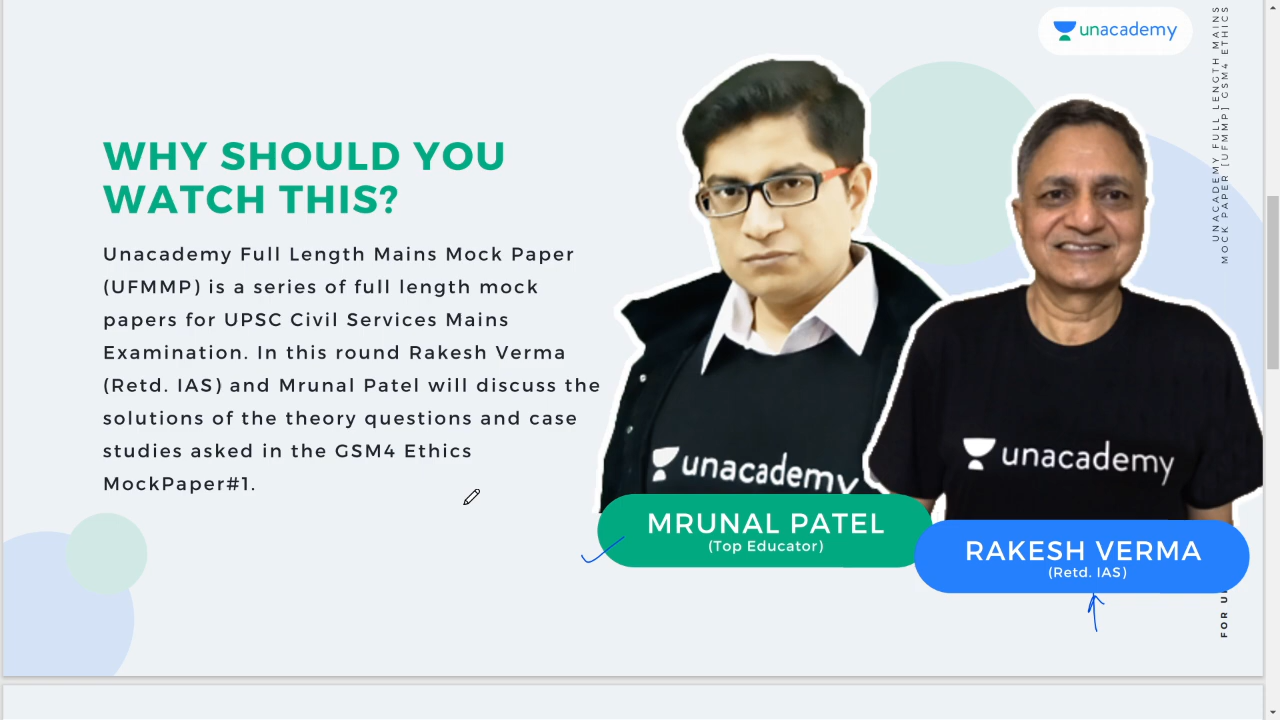 unacademy
UNACADEMY FULL LENGTH MAINS
MOCK PAPER [UFMMP] GSM4 ETHICS
WHY SHOULD YOU
WATCH THIS?
Unacademy Full Length Mains Mock Paper
(UFMMP) is a series of full length mock
papers for UPSC Civil Services Mains
Examination. In this round Rakesh Verma
(Retd. IAS) and Mrunal Patel will discuss the
solutions of the theory questions and case
studies asked in the GSM4 Ethics
MockPaper#1.
unacademy
unacademy
MRUNAL PATEL
(Top Educator)
RAKESH VERMA
(Retd. IAS)
FOR